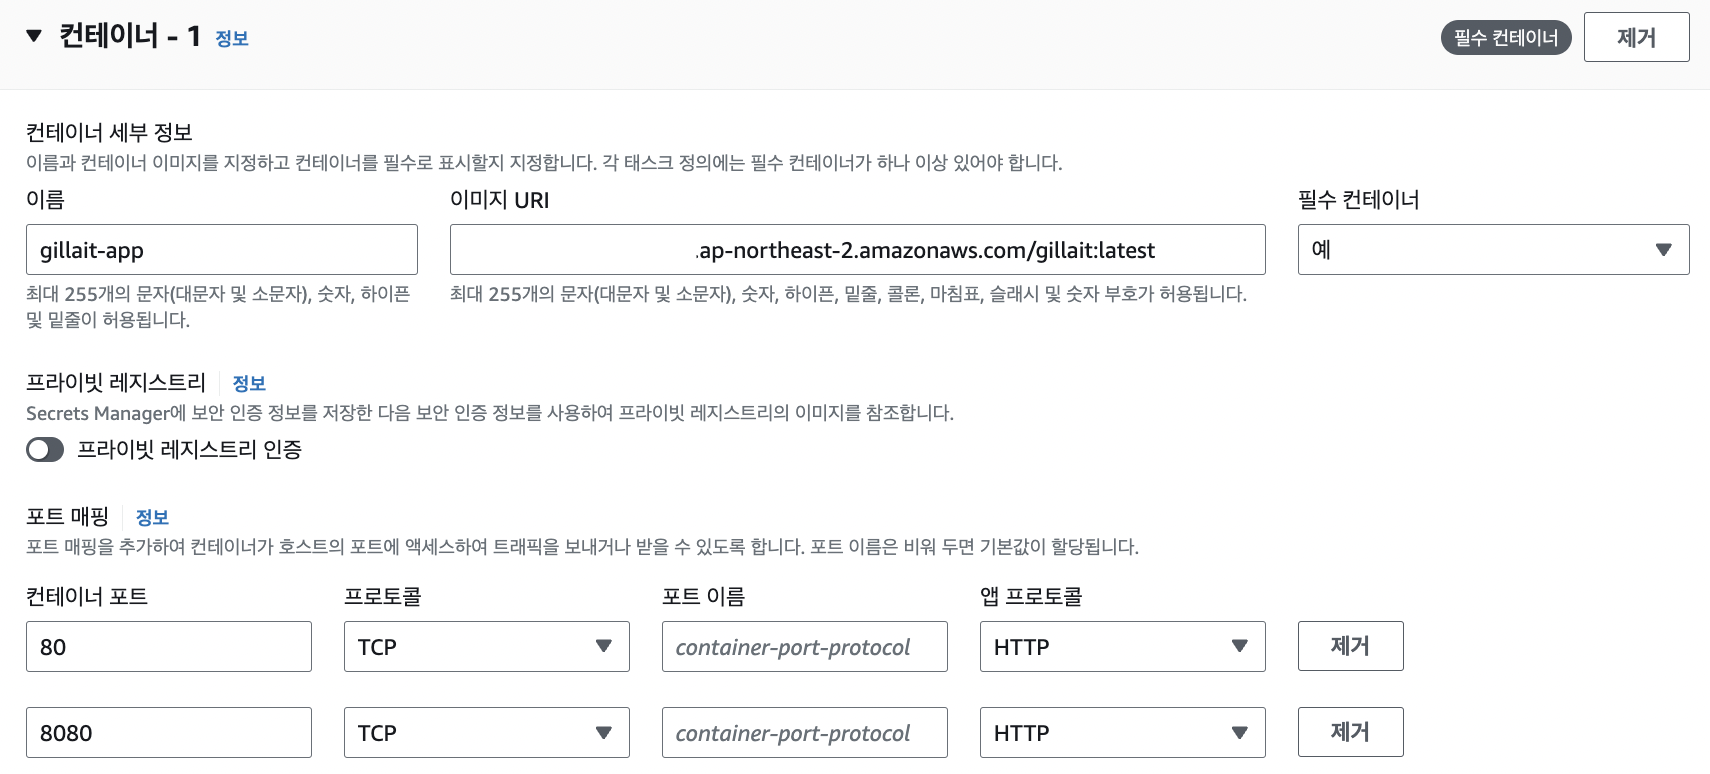 컨테이너 - 1 정보 필수 컨테이너 제거
컨테이너 세부 정보
이름과 컨테이너 이미지를 지정하고 컨테이너를 필수로 표시할지 지정합니다. 각 태스크 정의에는 필수 컨테이너가 하나 이상 있어야 합니다.
이름 이미지 URI 필수 컨테이너
gillait-app .ap-northeast-2.amazonaws.com/gillait:latest 예
최대 255개의 문자(대문자 및 소문자), 숫자, 하이픈 및 밑줄이 허용됩니다.
최대 255개의 문자(대문자 및 소문자), 숫자, 하이픈, 밑줄, 콜론, 마침표, 슬래시 및 숫자 부호가 허용됩니다.
프라이빗 레지스트리 정보
Secrets Manager에 보안 인증 정보를 저장한 다음 보안 인증 정보를 사용하여 프라이빗 레지스트리의 이미지를 참조합니다.
프라이빗 레지스트리 인증
포트 매핑 정보
포트 매핑을 추가하여 컨테이너가 호스트의 포트에 액세스하여 트래픽을 보내거나 받을 수 있도록 합니다. 포트 이름은 비워 두면 기본값이 할당됩니다.
컨테이너 포트 프로토콜 포트 이름 앱 프로토콜
80 TCP container-port-protocol HTTP 제거
8080 TCP container-port-protocol HTTP 제거